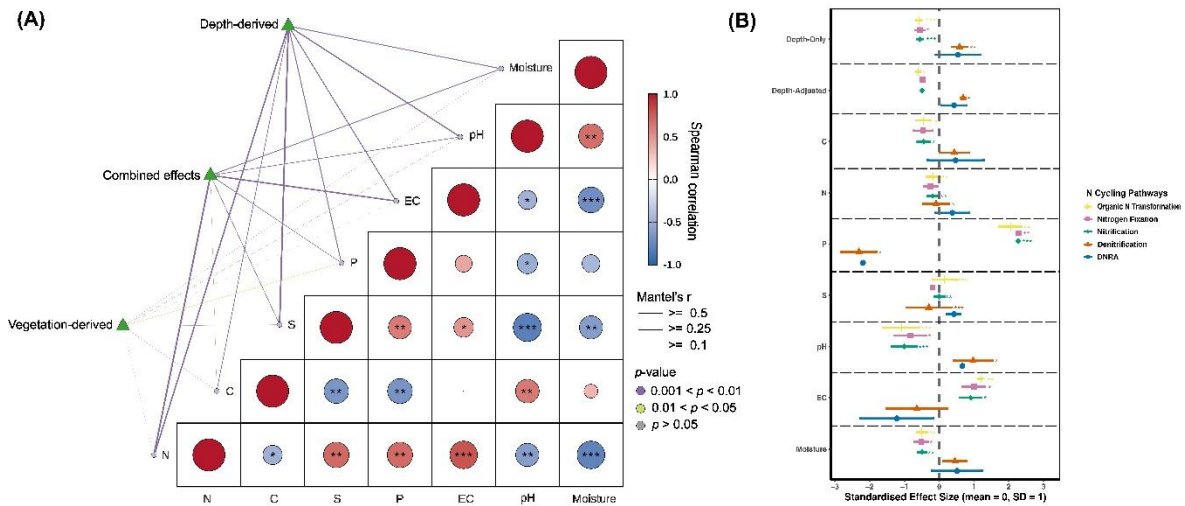 (A)
Depth-derived
Combined effects
Vegetation-derived
Moisture
pH
EC
P
S
C
N
**
* ***
*
** * *** **
** ** **
* ** ** *** ** ***
N C S P EC pH Moisture
1.0
0.5
0.0
-0.5
-1.0
Spearman correlation
Mantel's r
>= 0.5
>= 0.25
>= 0.1
p-value
0.001 < p < 0.01
0.01 < p < 0.05
p > 0.05
(B)
Depth-Only
Depth-Adjusted
C
N
P
S
pH
EC
Moisture
-3 -2 -1 0 1 2 3
Standardised Effect Size (mean = 0, SD = 1)
N Cycling Pathways
Organic N Transformation
Nitrogen Fixation
Nitrification
Denitrification
DNRA